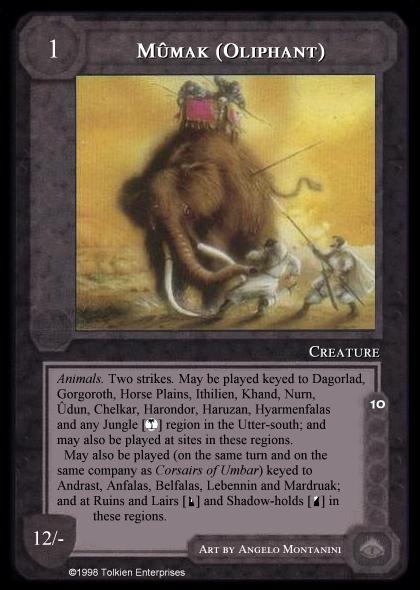 1
MÛMAK (OLIPHANT)
CREATURE
Animals. Two strikes. May be played keyed to Dagorlad,
Gorgoroth, Horse Plains, Ithilien, Khand, Nurn,
Ûdun, Chelkar, Harondor, Haruzan, Hyarmenfalas
and any Jungle [ ] region in the Utter-south; and
may also be played at sites in these regions.
May also be played (on the same turn and on the
same company as Corsairs of Umbar) keyed to
Andrast, Anfalas, Belfalas, Lebennin and Mardruak;
and at Ruins and Lairs [ ] and Shadow-holds [ ] in
these regions.
10
12/-
ART BY ANGELO MONTANINI
©1998 Tolkien Enterprises